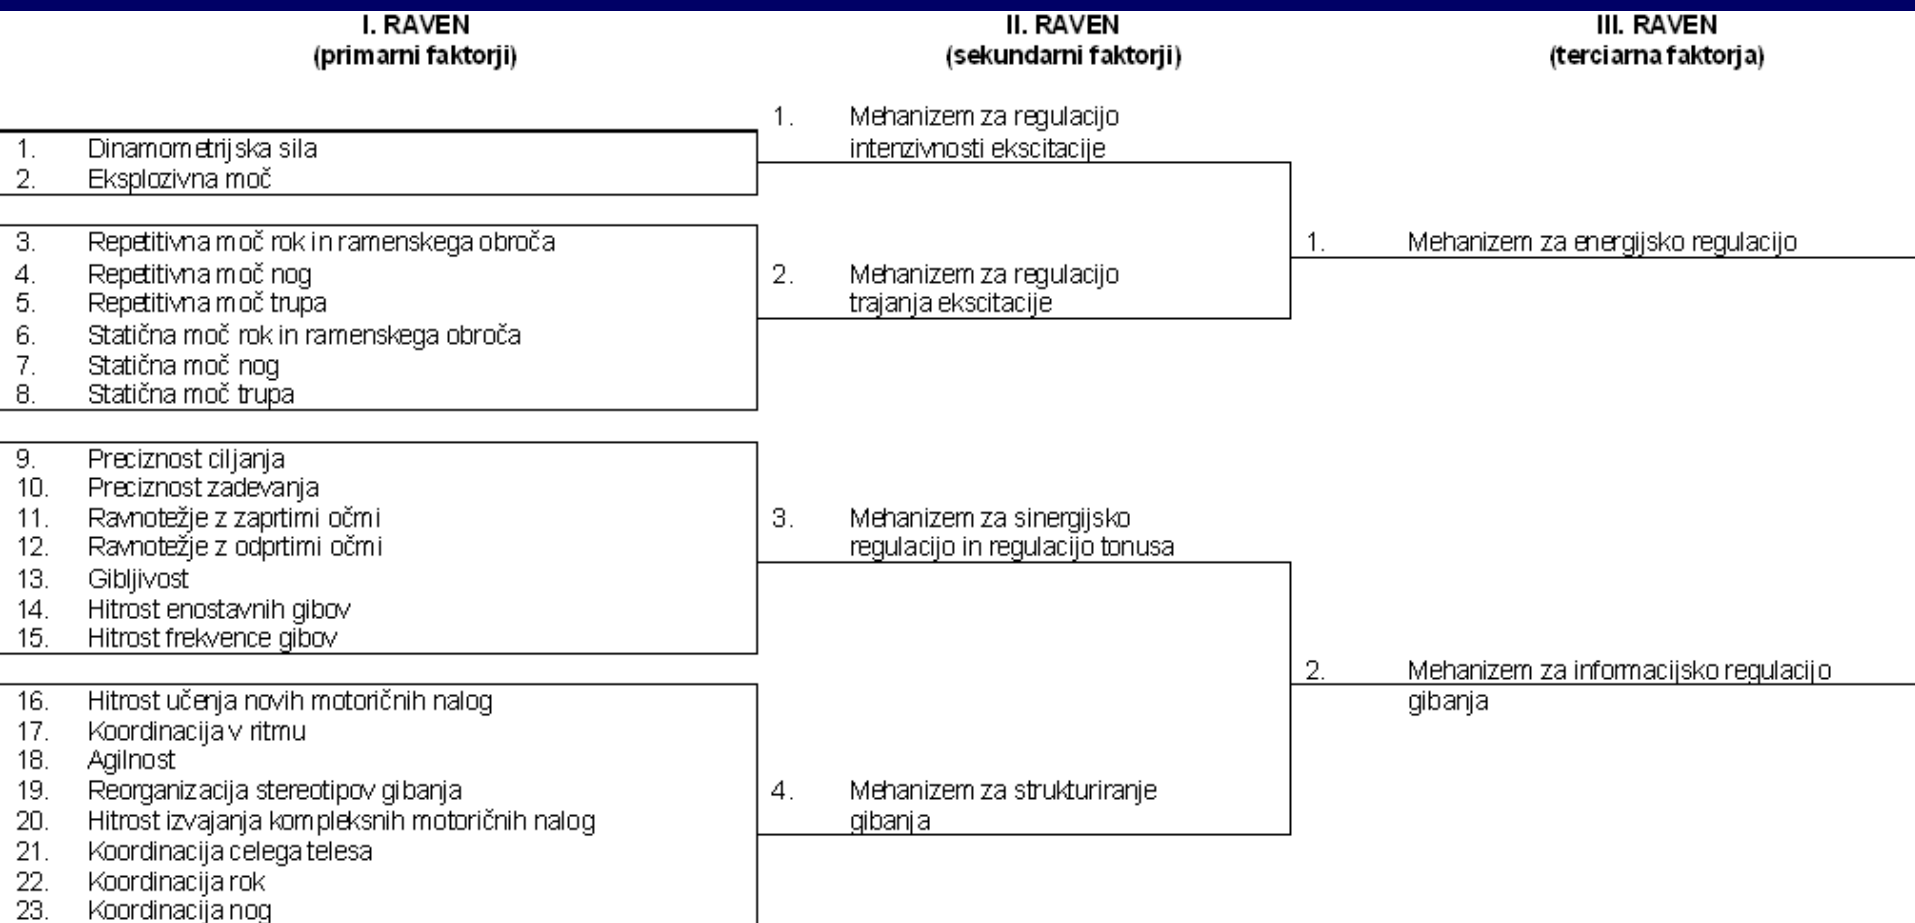 I. RAVEN
(primarni faktorji)
II. RAVEN
(sekundarni faktorji)
III. RAVEN
(terciarna faktorja)
1. Dinamometrijska sila
2. Eksplozivna moč
3. Repetitivna moč rok in ramenskega obroča
4. Repetitivna moč nog
5. Repetitivna moč trupa
6. Statična moč rok in ramenskega obroča
7. Statična moč nog
8. Statična moč trupa
9. Preciznost ciljanja
10. Preciznost zadevanja
11. Ravnotežje z zaprtimi očmi
12. Ravnotežje z odprtimi očmi
13. Gibljivost
14. Hitrost enostavnih gibov
15. Hitrost frekvence gibov
16. Hitrost učenja novih motoričnih nalog
17. Koordinacija v ritmu
18. Agilnost
19. Reorganizacija stereotipov gibanja
20. Hitrost izvajanja kompleksnih motoričnih nalog
21. Koordinacija celega telesa
22. Koordinacija rok
23. Koordinacija nog
1. Mehanizem za regulacijo
intenzivnosti ekscitacije
2. Mehanizem za regulacijo
trajanja ekscitacije
3. Mehanizem za sinergijsko
regulacijo in regulacijo tonusa
4. Mehanizem za strukturiranje
gibanja
1. Mehanizem za energijsko regulacijo
2. Mehanizem za informacijsko regulacijo
gibanja